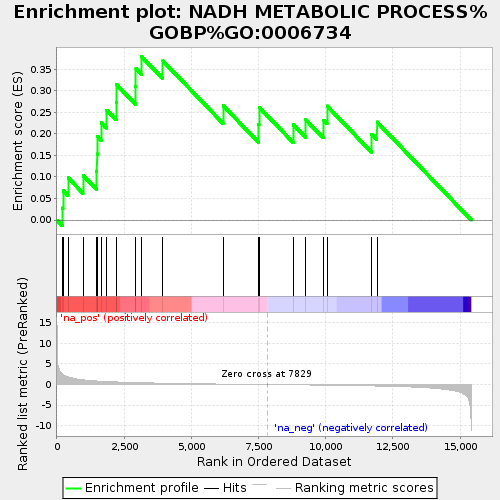 Enrichment plot: NADH METABOLIC PROCESS%
GOBP%GO:0006734
Enrichment score (ES)
0.35
0.30
0.25
0.20
0.15
0.10
0.05
0.00
'na_pos' (positively correlated)
Ranked list metric (PreRanked)
15
10
5
0
-5
-10
Zero cross at 7829
'na_neg' (negatively correlated)
0 2,500 5,000 7,500 10,000 12,500 15,000
Rank in Ordered Dataset
Enrichment profile Hits Ranking metric scores